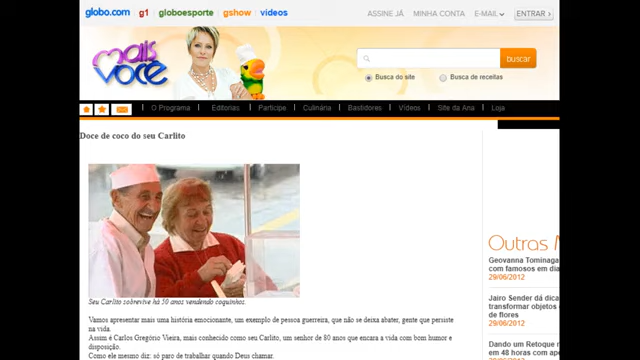 globo.com g1 globoesporte gshow vídeos ASSINE JÁ MINHA CONTA E-MAIL ENTRAR
mais
você
buscar
Busca do site Busca de receitas
O Programa Editorias Participe Culinária Bastidores Vídeos Site da Ana Loja
Doce de coco do seu Carlito
Seu Carlito sobrevive há 50 anos vendendo coquinhos.
Vamos apresentar mais uma história emocionante, um exemplo de pessoa guerreira, que não se deixa abater, gente que persiste
na vida.
Assim é Carlos Gregório Vieira, mais conhecido como seu Carlito, um senhor de 80 anos que encara a vida com bom humor e
disposição.
Como ele mesmo diz: só paro de trabalhar quando Deus chamar.
Outras M
Geovanna Tominaga
com famosos em dia
29/06/2012
Jairo Sender dá dica
transformar objetos
de flores
29/06/2012
Dando um Retoque r
em 48 horas com apo